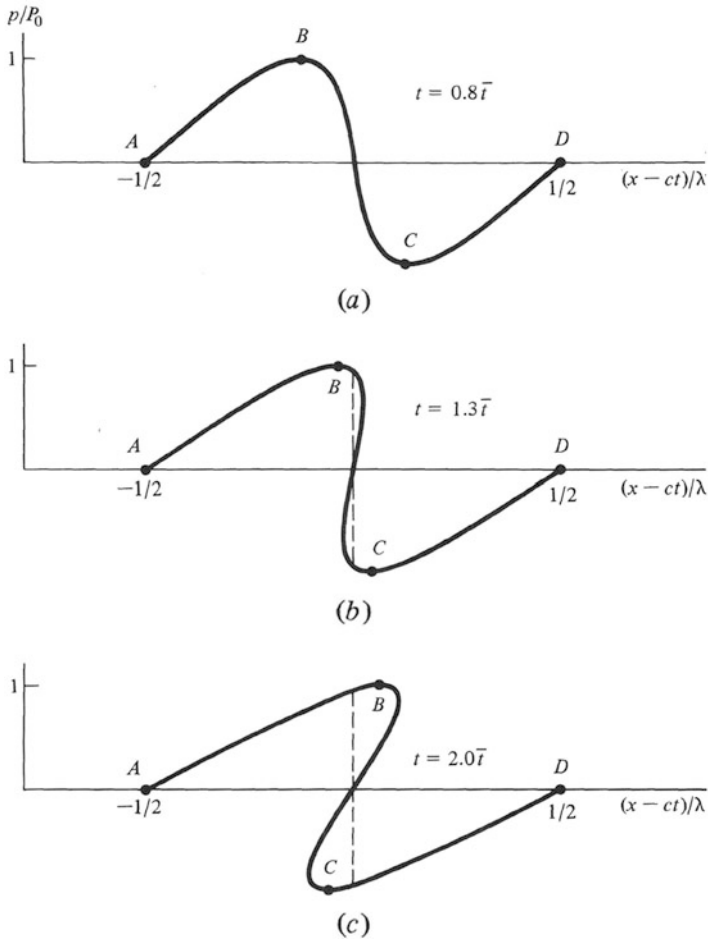 p/P₀
1
B
t = 0.8t̄
A
D
−1/2
1/2
(x − ct)/λ
C
(a)
1
B
t = 1.3t̄
A
D
−1/2
1/2
(x − ct)/λ
C
(b)
1
B
t = 2.0t̄
A
D
−1/2
1/2
(x − ct)/λ
C
(c)